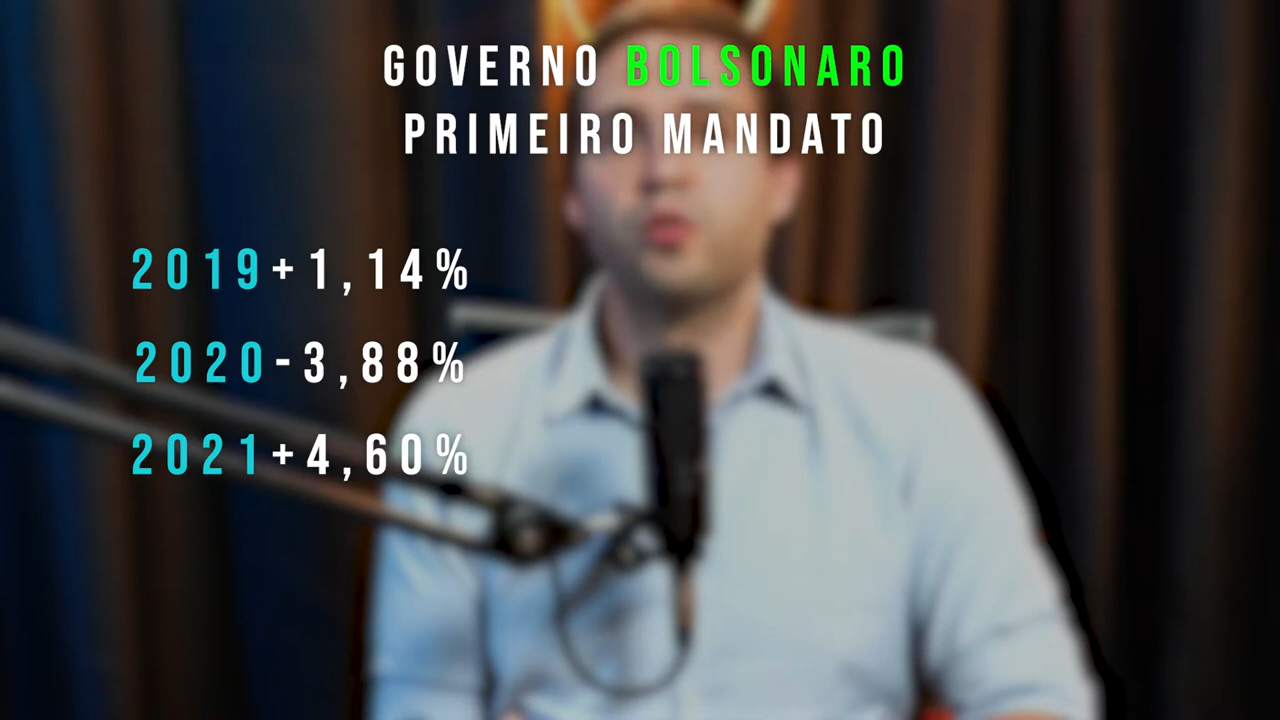 GOVERNO BOLSONARO
PRIMEIRO MANDATO
2019+1,14%
2020-3,88%
2021+4,60%